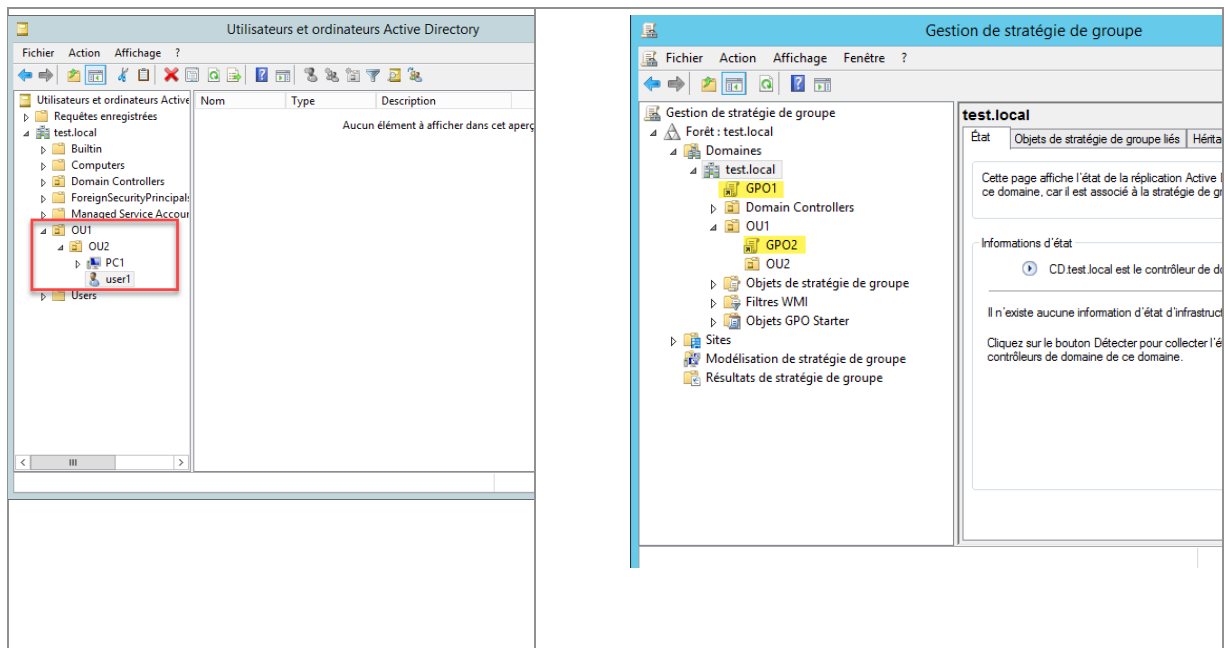 Utilisateurs et ordinateurs Active Directory
Fichier Action Affichage ?
Utilisateurs et ordinateurs Active
Requêtes enregistrées
test.local
Builtin
Computers
Domain Controllers
ForeignSecurityPrincipals
Managed Service Accour
OU1
OU2
PC1
user1
Users
Nom Type Description
Aucun élément à afficher dans cet aperç
Gestion de stratégie de groupe
Fichier Action Affichage Fenêtre ?
Gestion de stratégie de groupe
Forêt : test.local
Domaines
test.local
GPO1
Domain Controllers
OU1
GPO2
OU2
Objets de stratégie de groupe
Filtres WMI
Objets GPO Starter
Sites
Modélisation de stratégie de groupe
Résultats de stratégie de groupe
test.local
État Objets de stratégie de groupe liés Hérita
Cette page affiche l'état de la réplication Active
ce domaine, car il est associé à la stratégie de gr
Informations d'état
CD.test.local est le contrôleur de do
Il n'existe aucune information d'état d'infrastruct
Cliquez sur le bouton Détecter pour collecter l'é
contrôleurs de domaine de ce domaine.